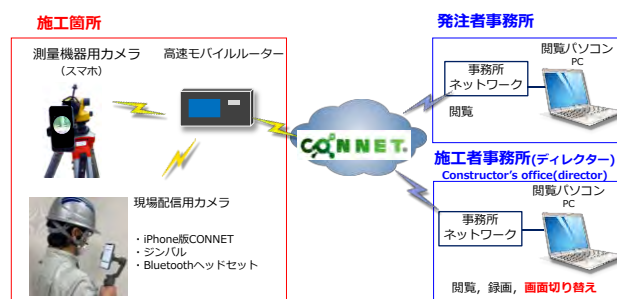 施工箇所
測量機器用カメラ
（スマホ）
高速モバイルルーター
現場配信用カメラ
・iPhone版CONNET
・ジンバル
・Bluetoothヘッドセット
CONNET.
発注者事務所
閲覧パソコン
PC
事務所
ネットワーク
閲覧
施工者事務所(ディレクター)
Constructor's office(director)
閲覧パソコン
PC
事務所
ネットワーク
閲覧，録画，画面切り替え